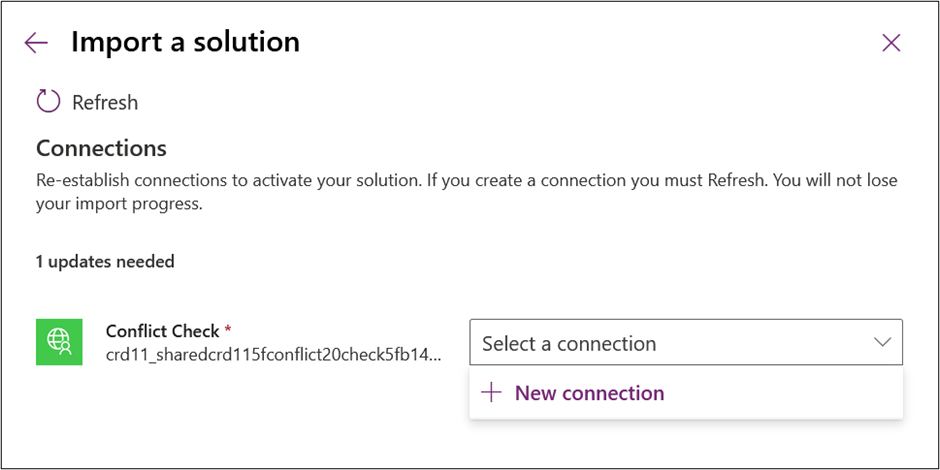 Import a solution
Refresh
Connections
Re-establish connections to activate your solution. If you create a connection you must Refresh. You will not lose
your import progress.
1 updates needed
Conflict Check *
crd11_sharedcrd115fconflict20check5fb14...
Select a connection
New connection